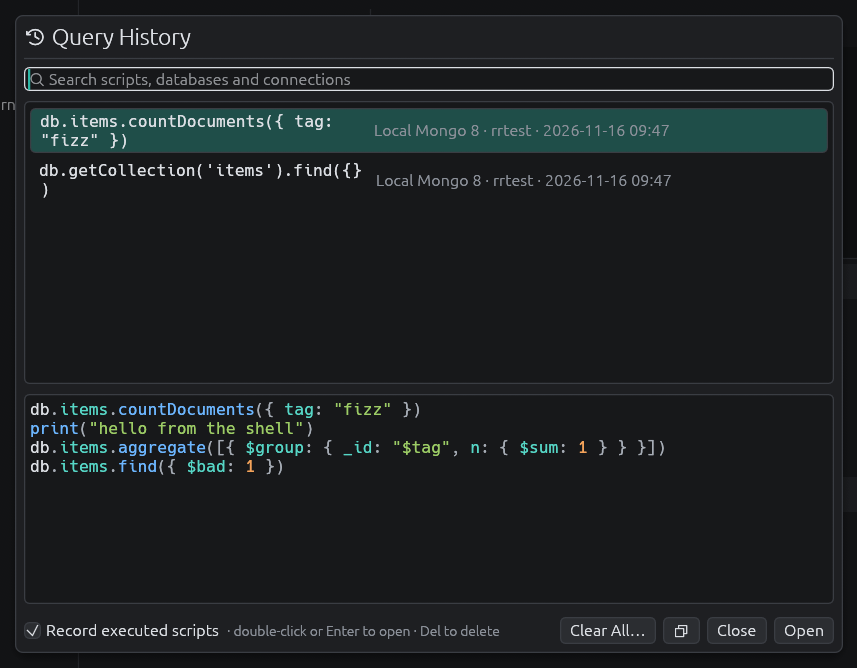 Query History
Search scripts, databases and connections
rn
db.items.countDocuments({ tag:
"fizz" })
Local Mongo 8 · rrtest · 2026-11-16 09:47
db.getCollection('items').find({}
)
Local Mongo 8 · rrtest · 2026-11-16 09:47
db.items.countDocuments({ tag: "fizz" })
print("hello from the shell")
db.items.aggregate([{ $group: { _id: "$tag", n: { $sum: 1 } } }])
db.items.find({ $bad: 1 })
Record executed scripts · double-click or Enter to open · Del to delete
Clear All...
Close
Open